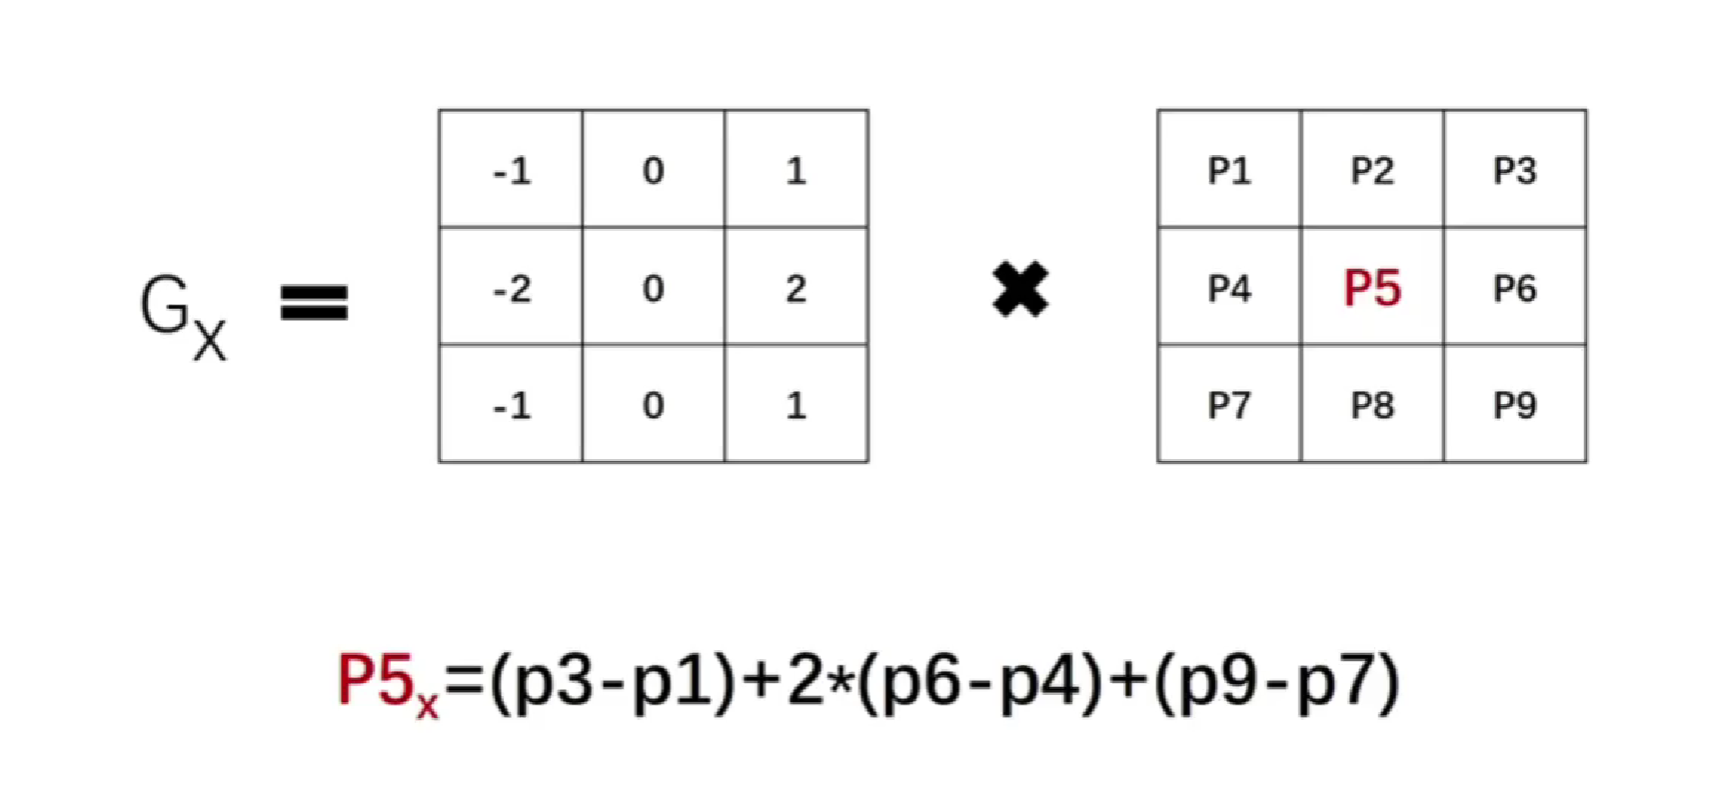 -1 0 1 P1 P2 P3
Gx = -2 0 2 ✖ P4 P5 P6
-1 0 1 P7 P8 P9
P5x=(p3-p1)+2*(p6-p4)+(p9-p7)